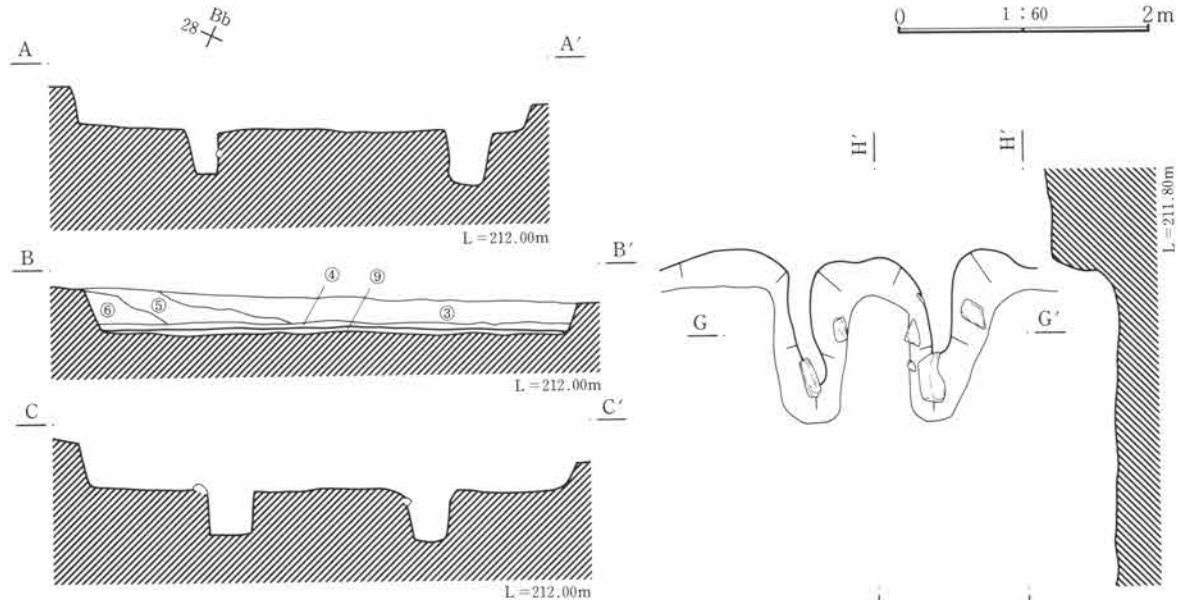 28 Bb
A A′
L＝212.00m
B B′
④ ⑨
⑥ ⑤ ③
L＝212.00m
C C′
L＝212.00m
0 1：60 2m
H′ H′
L＝211.80m
G G′